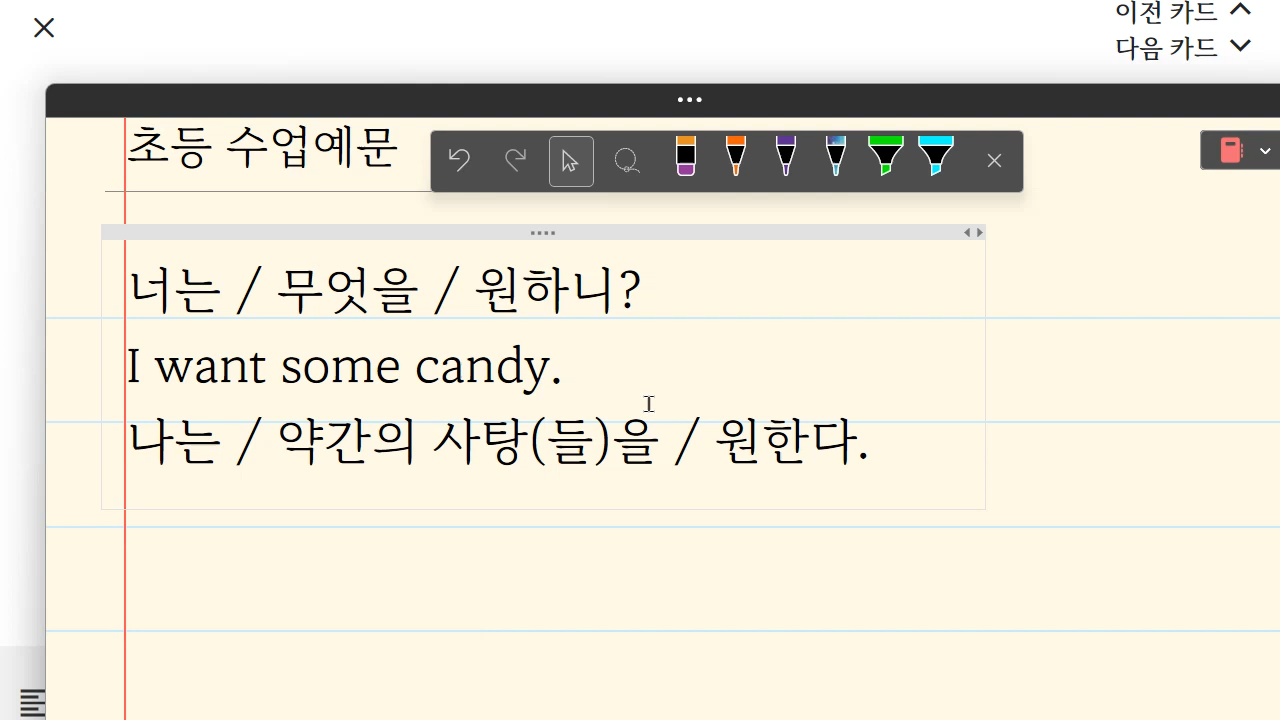 이전 카드
다음 카드
초등 수업예문
너는 / 무엇을 / 원하니?
I want some candy.
나는 / 약간의 사탕(들)을 / 원한다.